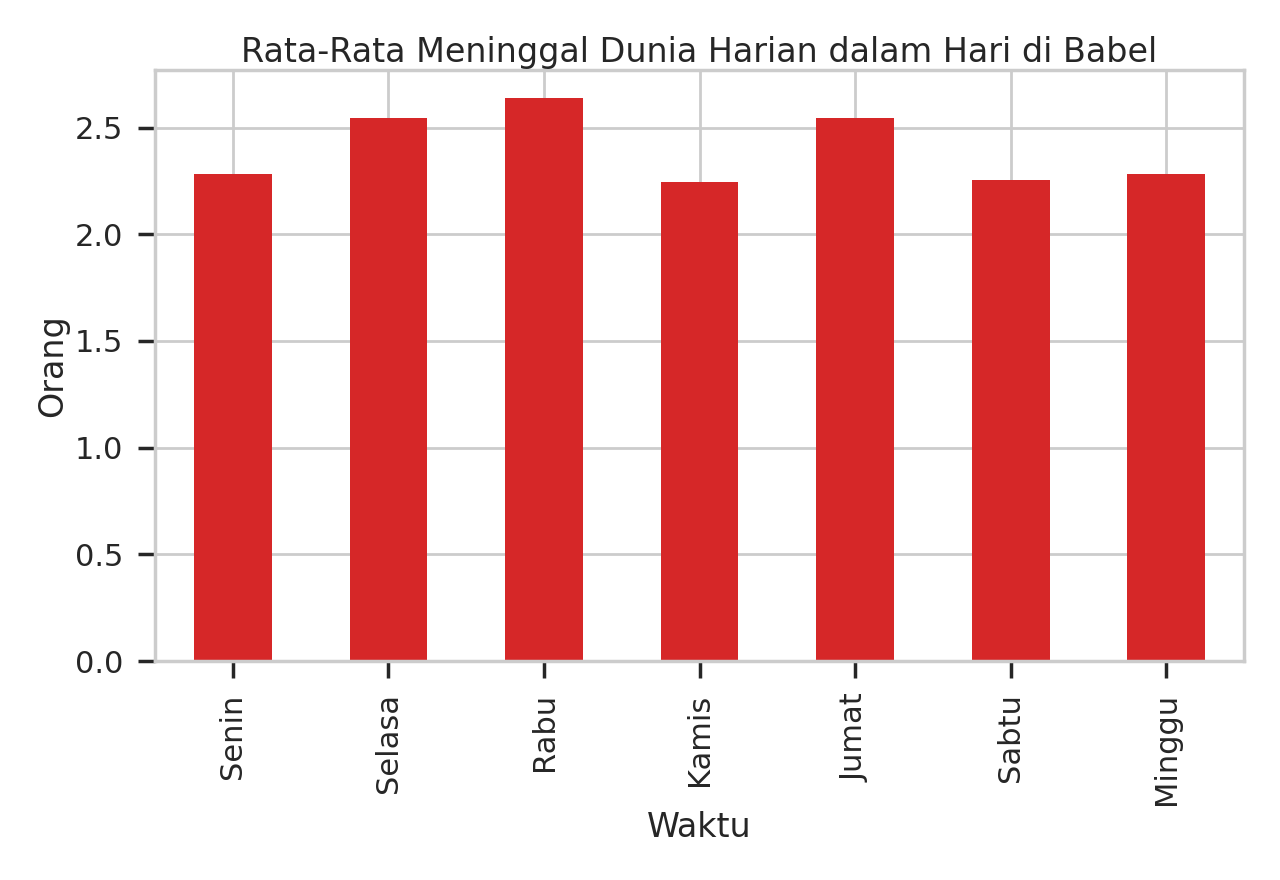 Rata-Rata Meninggal Dunia Harian dalam Hari di Babel
Orang
2.5
2.0
1.5
1.0
0.5
0.0
Senin
Selasa
Rabu
Kamis
Jumat
Sabtu
Minggu
Waktu